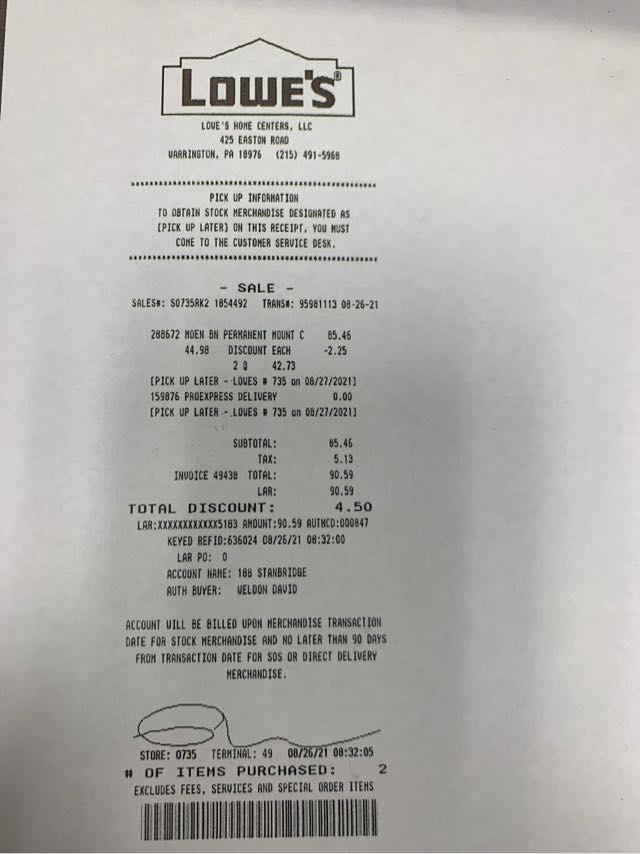 LOWE'S®
LOWE'S HOME CENTERS, LLC
425 EASTON ROAD
WARRINGTON, PA 18976 (215) 491-5968
PICK UP INFORMATION
TO OBTAIN STOCK MERCHANDISE DESIGNATED AS
[PICK UP LATER] ON THIS RECEIPT, YOU MUST
COME TO THE CUSTOMER SERVICE DESK.
- SALE -
SALES#: S0735RK2 1854492 TRANS#: 95981113 08-26-21
288672 MOEN BN PERMANENT MOUNT C 85.46
44.98 DISCOUNT EACH -2.25
2 @ 42.73
[PICK UP LATER - LOWES # 735 on 08/27/2021]
159876 PROEXPRESS DELIVERY 0.00
[PICK UP LATER - LOWES # 735 on 08/27/2021]
SUBTOTAL: 85.46
TAX: 5.13
INVOICE 49438 TOTAL: 90.59
LAR: 90.59
TOTAL DISCOUNT: 4.50
LAR:XXXXXXXXXXXX5183 AMOUNT:90.59 AUTHCD:000847
KEYED REFID:636024 08/26/21 08:32:00
LAR PO: 0
ACCOUNT NAME: 188 STANBRIDGE
AUTH BUYER: WELDON DAVID
ACCOUNT WILL BE BILLED UPON MERCHANDISE TRANSACTION
DATE FOR STOCK MERCHANDISE AND NO LATER THAN 90 DAYS
FROM TRANSACTION DATE FOR SOS OR DIRECT DELIVERY
MERCHANDISE.
STORE: 0735 TERMINAL: 49 08/26/21 08:32:05
# OF ITEMS PURCHASED: 2
EXCLUDES FEES, SERVICES AND SPECIAL ORDER ITEMS